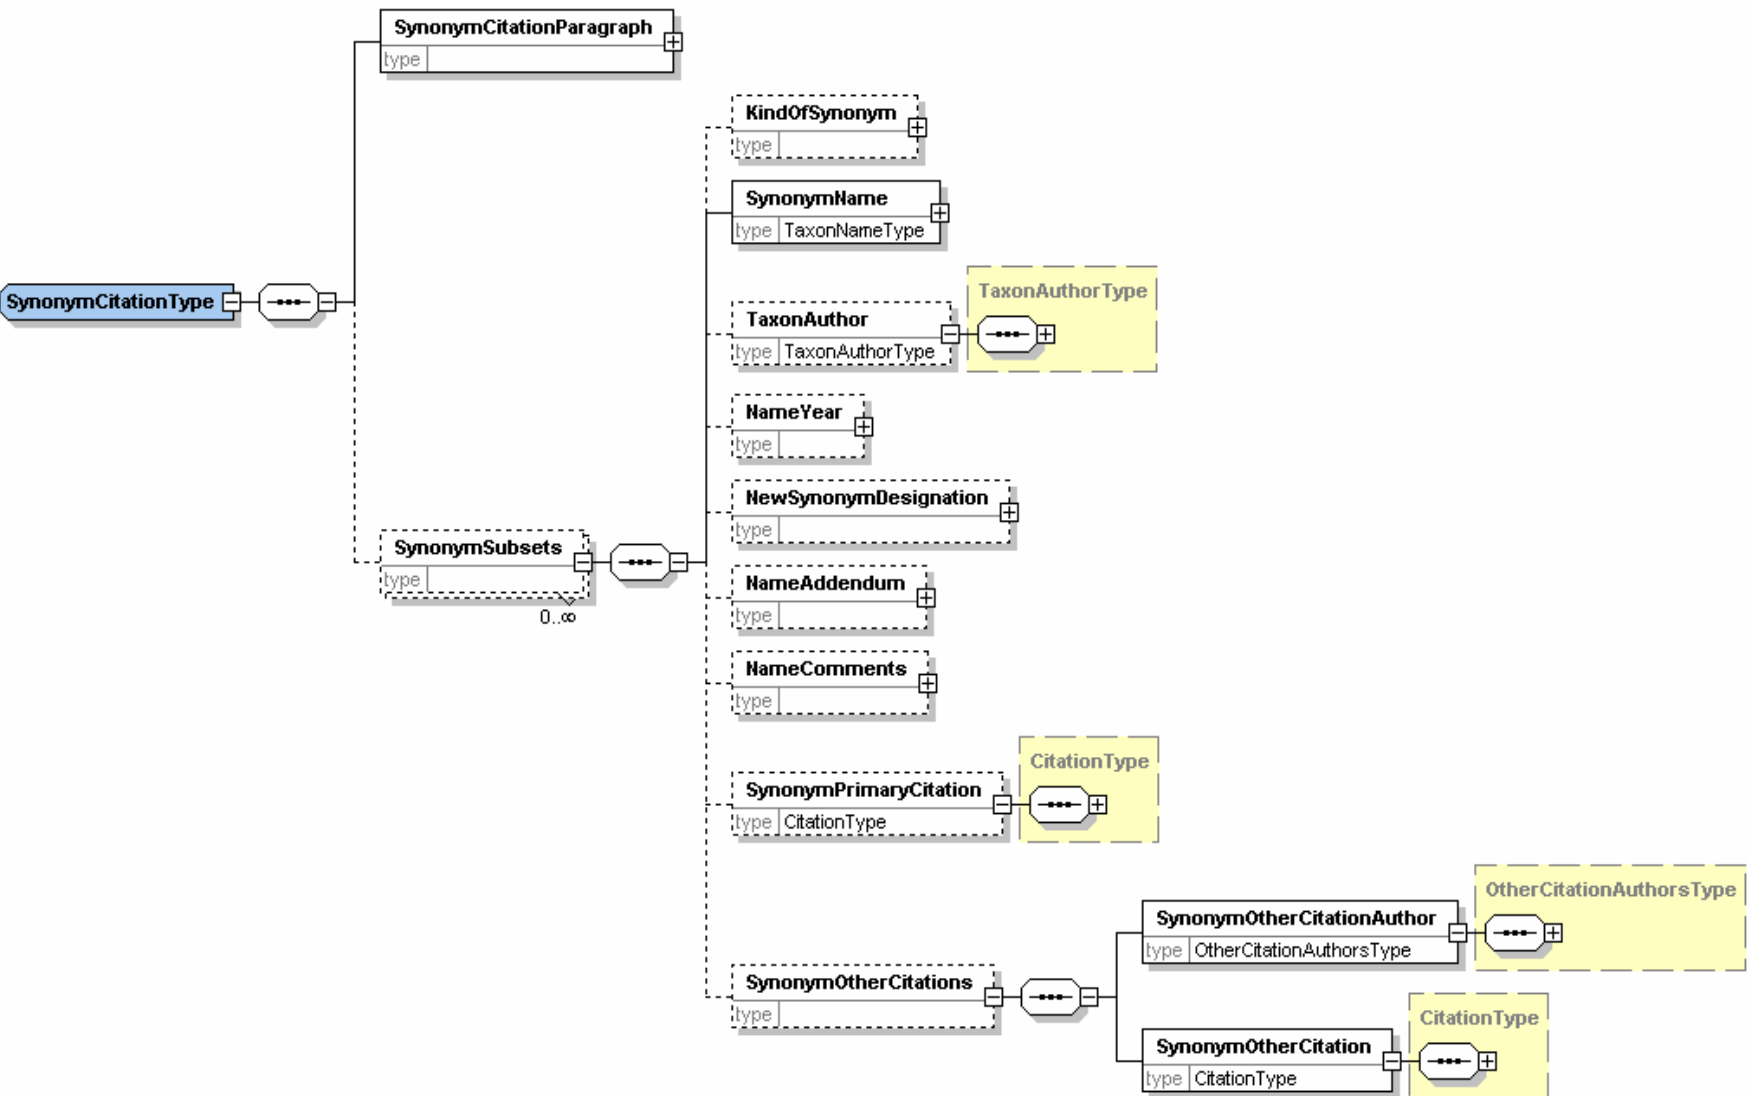 SynonymCitationParagraph
type
KindOfSynonym
type
SynonymName
type TaxonNameType
TaxonAuthorType
SynonymCitationType
TaxonAuthor
type TaxonAuthorType
NameYear
type
NewSynonymDesignation
type
SynonymSubsets
type
0..∞
NameAddendum
type
NameComments
type
CitationType
SynonymPrimaryCitation
type CitationType
OtherCitationAuthorsType
SynonymOtherCitationAuthor
type OtherCitationAuthorsType
SynonymOtherCitations
type
CitationType
SynonymOtherCitation
type CitationType